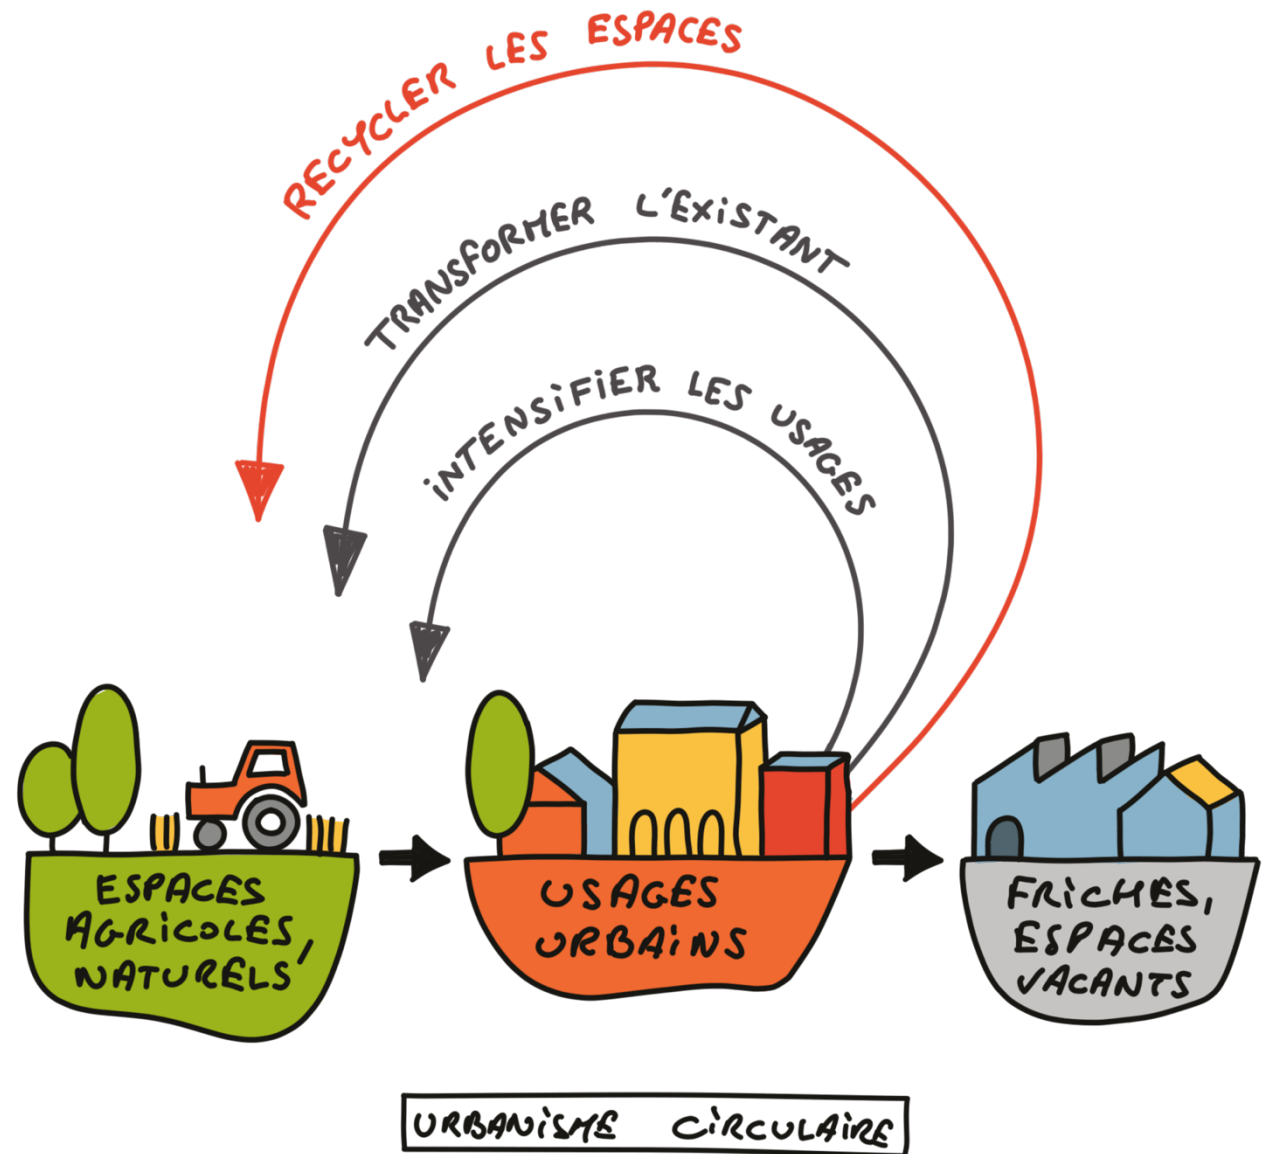 RECYCLER LES ESPACES
TRANSFORMER L'EXISTANT
INTENSIFIER LES USAGES
ESPACES
AGRICOLES,
NATURELS
USAGES
URBAINS
FRICHES,
ESPACES
VACANTS
URBANISME CIRCULAIRE